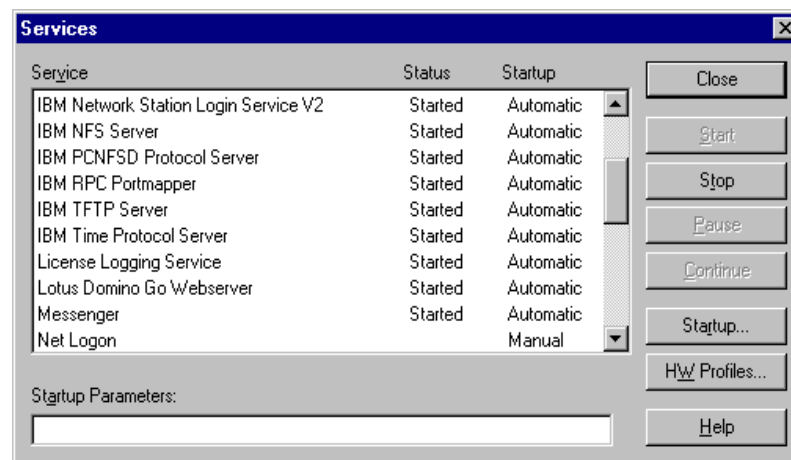 Services
Service Status Startup
IBM Network Station Login Service V2 Started Automatic
IBM NFS Server Started Automatic
IBM PCNFSD Protocol Server Started Automatic
IBM RPC Portmapper Started Automatic
IBM TFTP Server Started Automatic
IBM Time Protocol Server Started Automatic
License Logging Service Started Automatic
Lotus Domino Go Webserver Started Automatic
Messenger Started Automatic
Net Logon Manual
Startup Parameters:
Close
Start
Stop
Pause
Continue
Startup...
HW Profiles...
Help